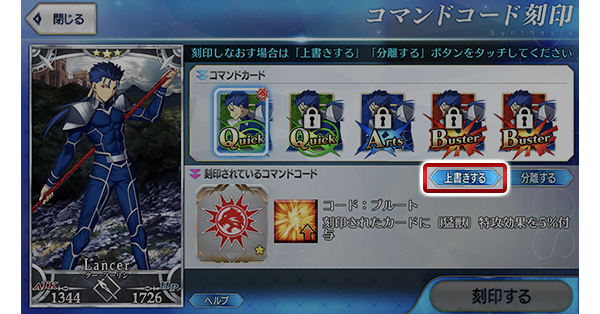 閉じる
コマンドコード刻印
Synthesis
刻印しなおす場合は「上書きする」「分離する」ボタンをタッチしてください
コマンドカード
Quick
Quick
Arts
Buster
Buster
刻印されているコマンドコード
上書きする
分離する
コード：ブルート
刻印されたカードに〔猛獣〕特攻効果を5%付
与
Lancer
クー・フーリン
ATK
1344
HP
1726
ヘルプ
刻印する